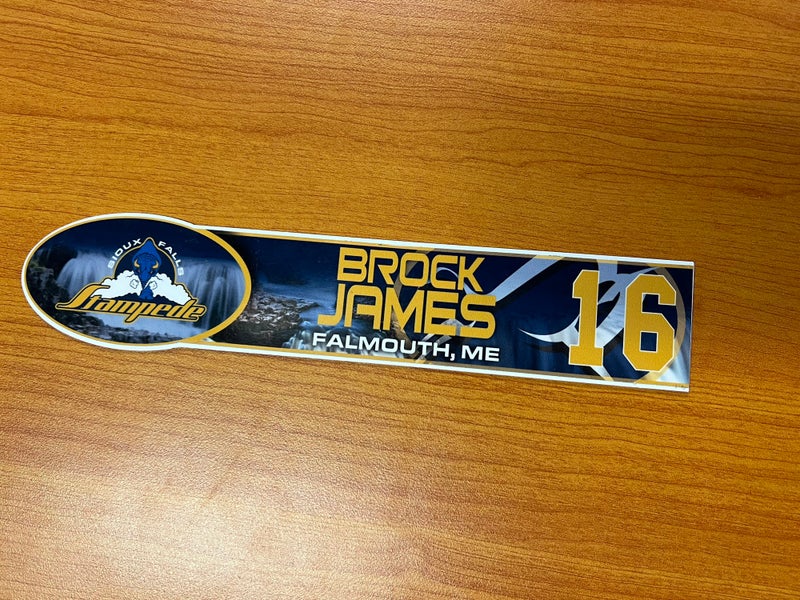 SIOUX FALLS
Stampede
BROCK
JAMES
FALMOUTH, ME
16